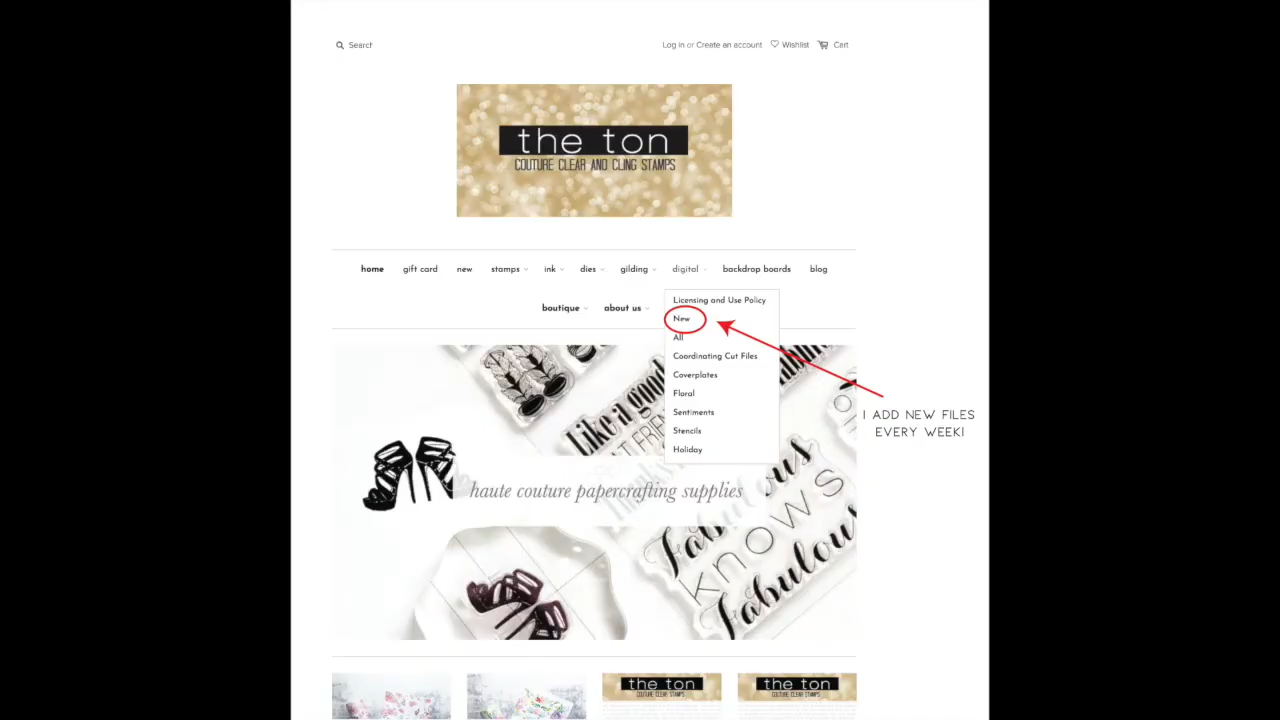 Search
Log in or Create an account Wishlist Cart
the ton
COUTURE CLEAR AND CLING STAMPS
home gift card new stamps ink dies gilding digital backdrop boards blog
boutique about us
Licensing and Use Policy
New
All
Coordinating Cut Files
Coverplates
Floral
Sentiments
Stencils
Holiday
I ADD NEW FILES
EVERY WEEK!
Like a good
haute couture papercrafting supplies
Fabulous
KNOWS
Fabulous
the ton
COUTURE CLEAR STAMPS
the ton
COUTURE CLEAR STAMPS